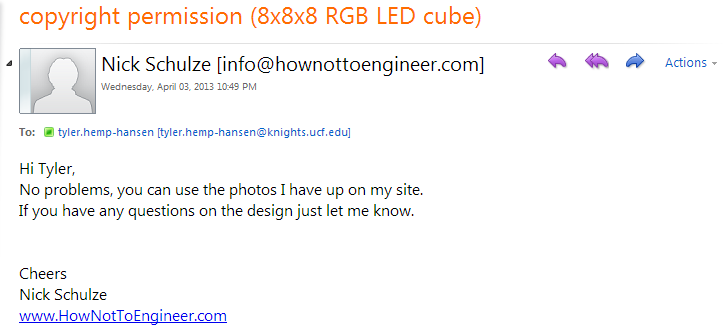 copyright permission (8x8x8 RGB LED cube)
Nick Schulze [info@hownottoengineer.com]
Actions
Wednesday, April 03, 2013 10:49 PM
To: tyler.hemp-hansen [tyler.hemp-hansen@knights.ucf.edu]
Hi Tyler,
No problems, you can use the photos I have up on my site.
If you have any questions on the design just let me know.
Cheers
Nick Schulze
www.HowNotToEngineer.com